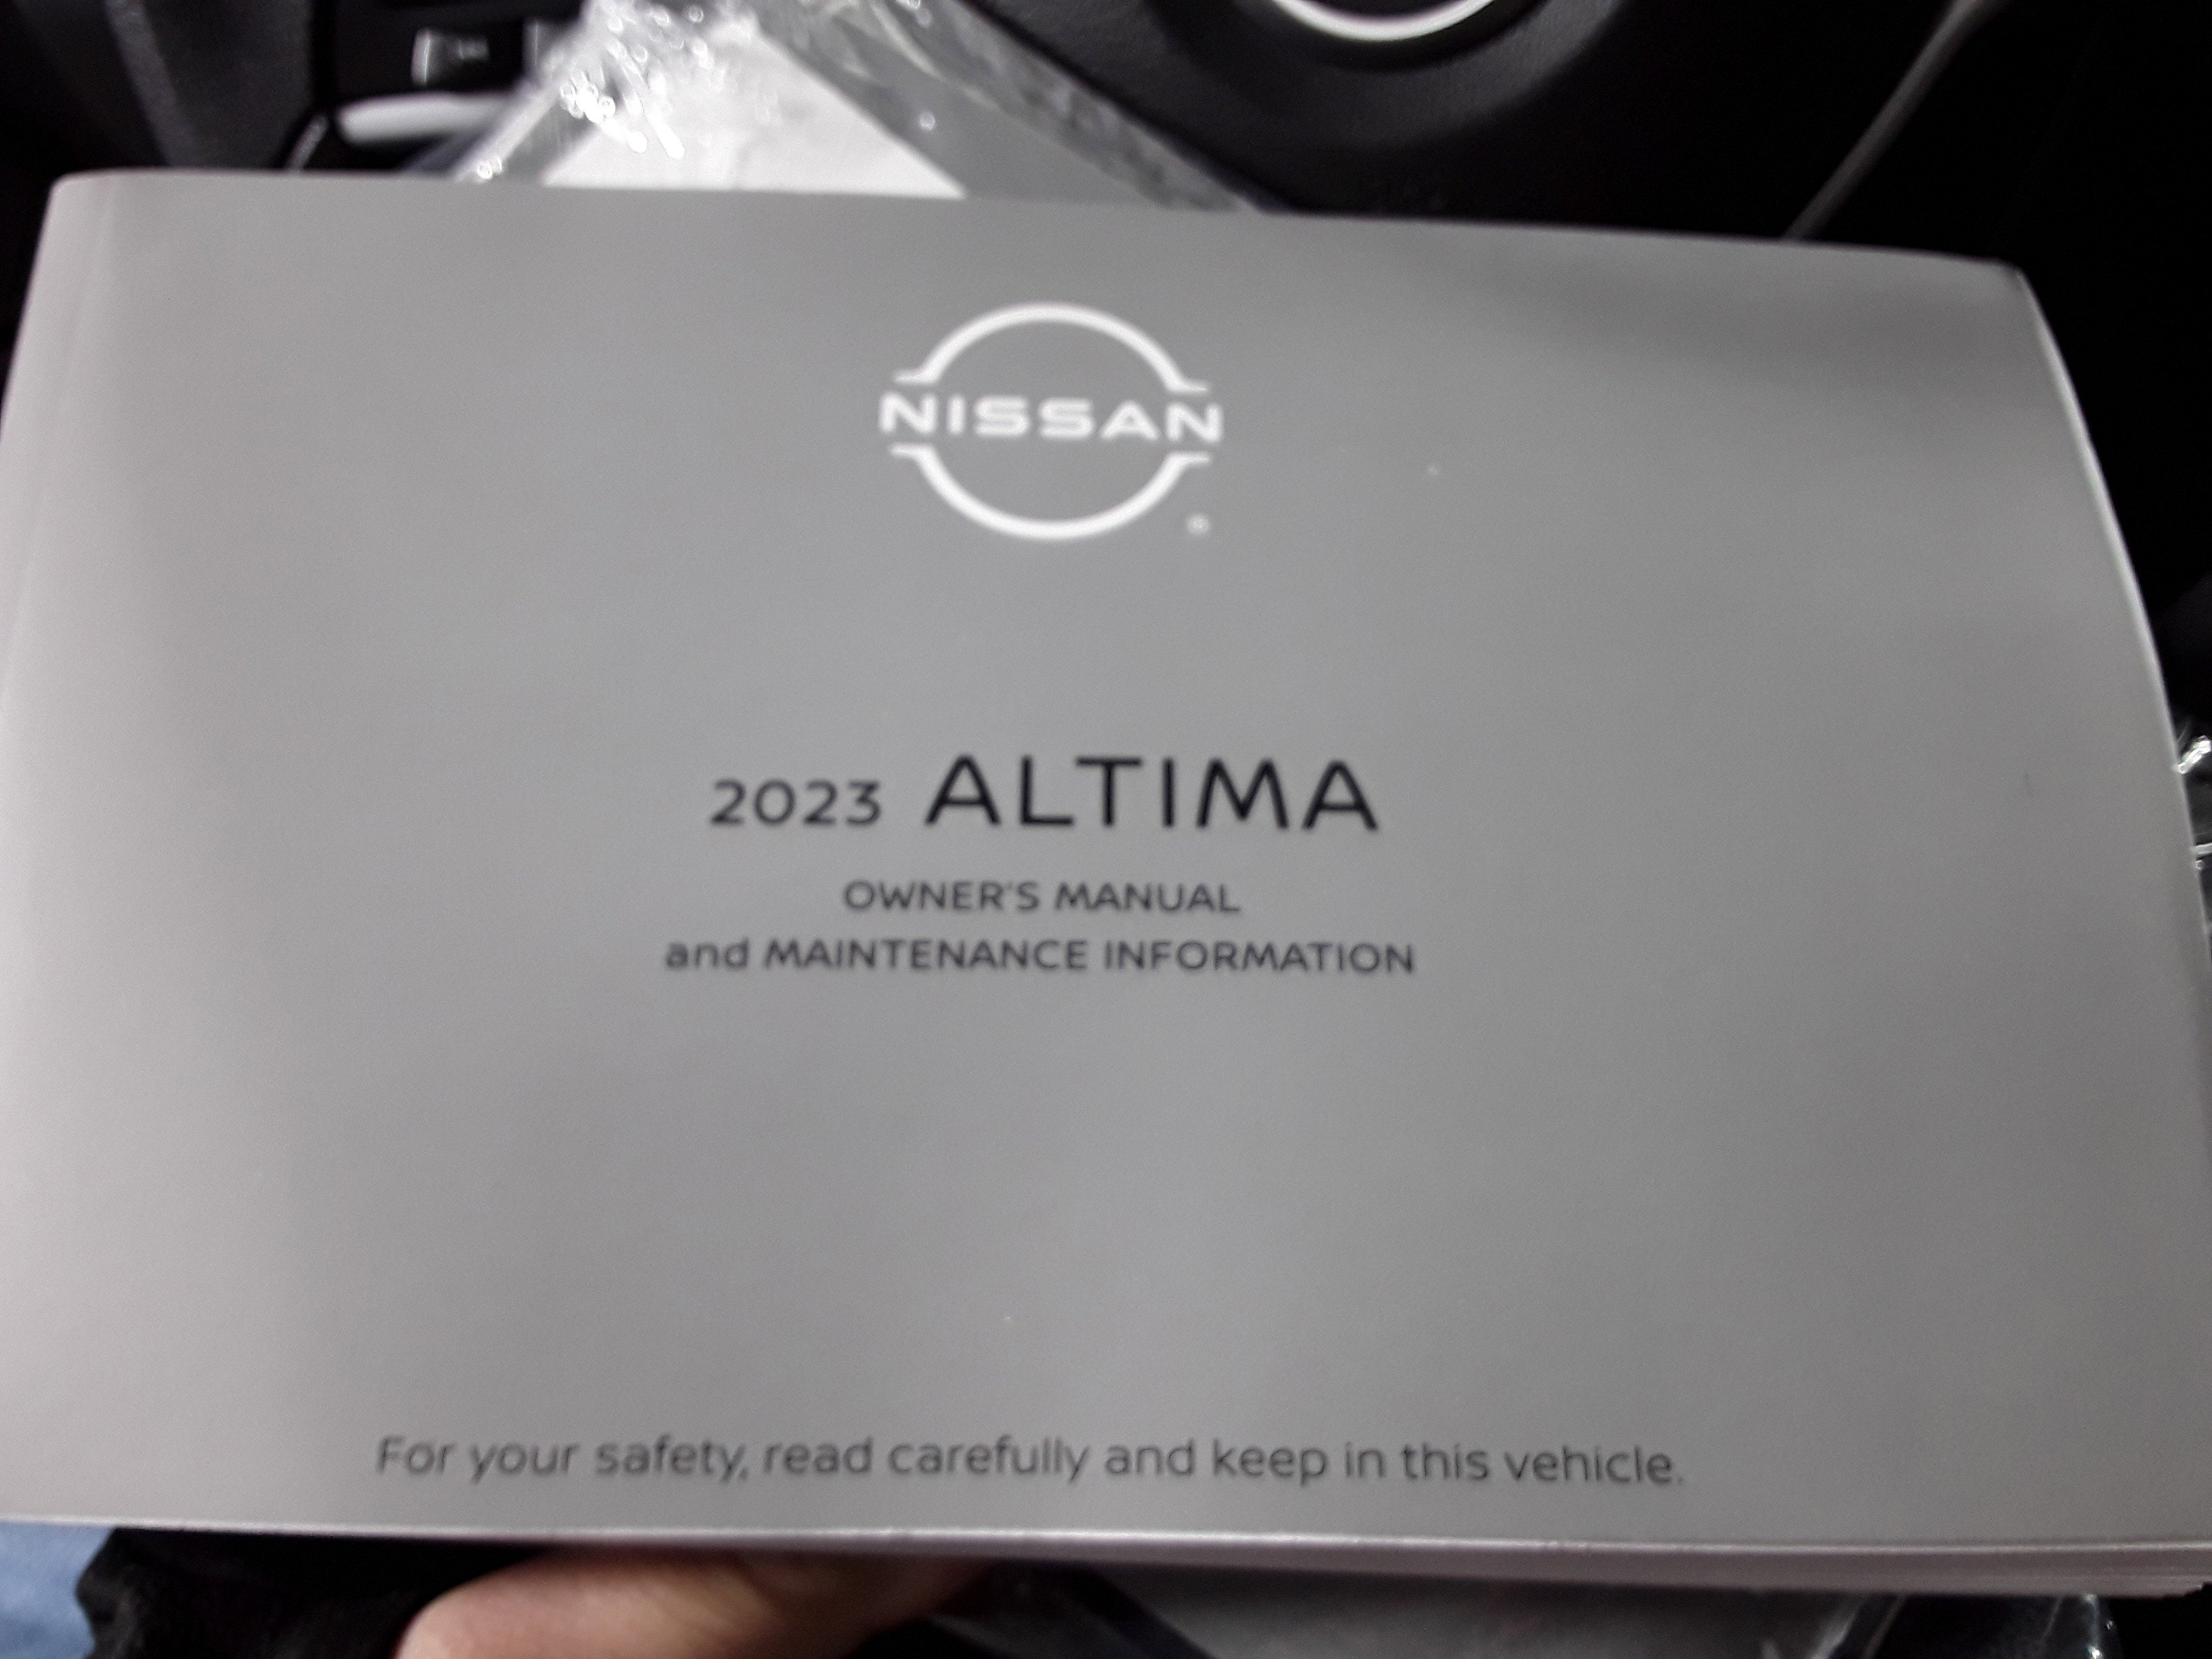 NISSAN
®
2023 ALTIMA
OWNER'S MANUAL
and MAINTENANCE INFORMATION
For your safety, read carefully and keep in this vehicle.